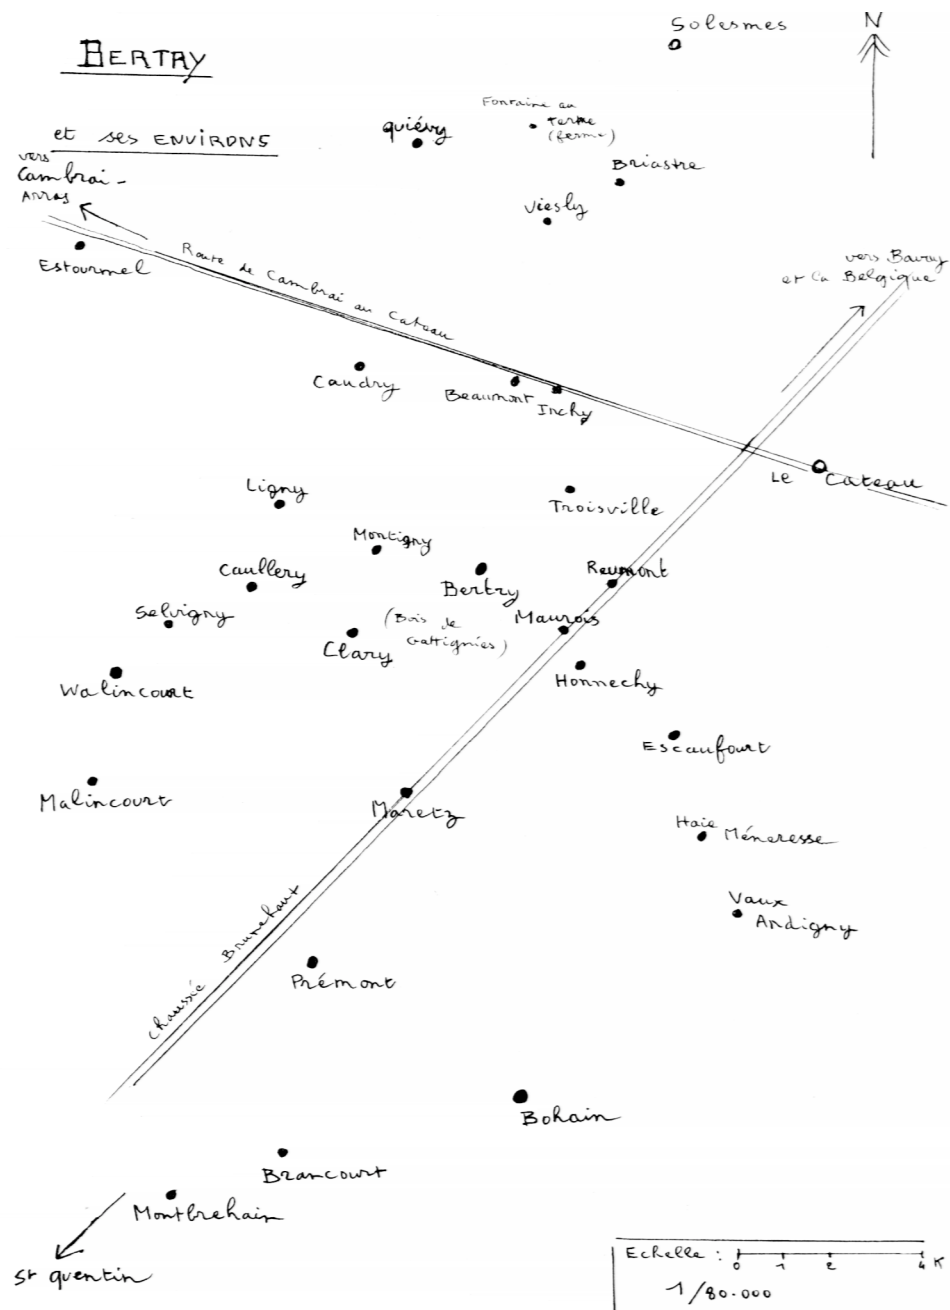 BERTRY
et ses ENVIRONS
Solesmes
N
Fontaine au
Tertre
(ferme)
Quiévy
Briastre
Viesly
vers
Cambrai -
Arras
Estourmel
Route de Cambrai au Cateau
vers Bavay
et la Belgique
Caudry
Beaumont
Inchy
Le Cateau
Ligny
Troisville
Montigny
Caullery
Bertry
Reumont
Selvigny
(Bois de
Gattignies)
Maurois
Clary
Honnechy
Walincourt
Escaufourt
Malincourt
Maretz
Haie Méneresse
Vaux
Andigny
Chaussée Brunehaut
Prémont
Bohain
Brancourt
Montbrehain
St Quentin
Echelle : 0 1 2 4 K
1/80.000